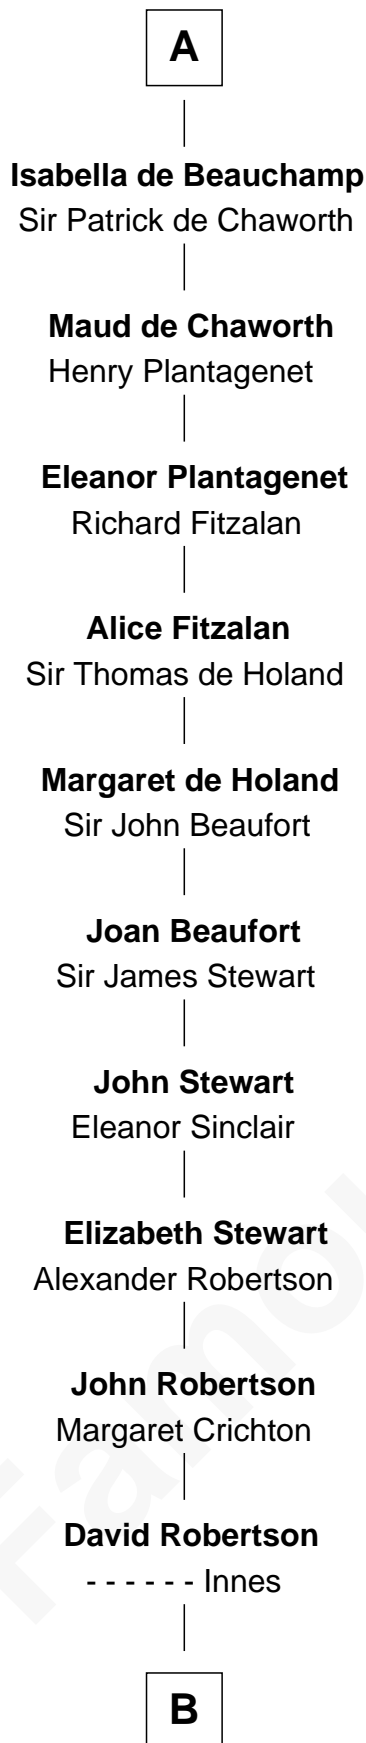 A
Isabella de Beauchamp
Sir Patrick de Chaworth
Maud de Chaworth
Henry Plantagenet
Eleanor Plantagenet
Richard Fitzalan
Alice Fitzalan
Sir Thomas de Holand
Margaret de Holand
Sir John Beaufort
Joan Beaufort
Sir James Stewart
John Stewart
Eleanor Sinclair
Elizabeth Stewart
Alexander Robertson
John Robertson
Margaret Crichton
David Robertson
- - - - - - Innes
B